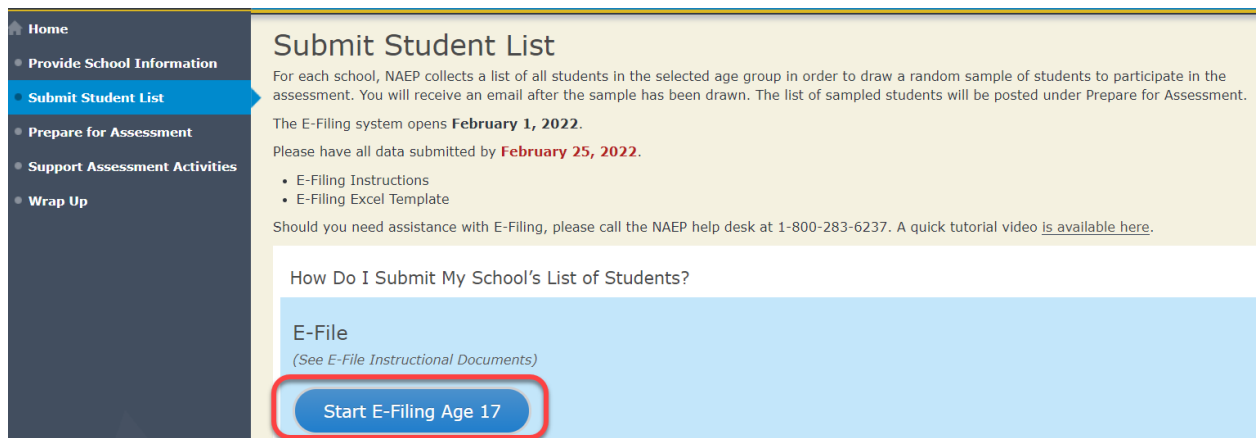 Home
Provide School Information
Submit Student List
Prepare for Assessment
Support Assessment Activities
Wrap Up
Submit Student List
For each school, NAEP collects a list of all students in the selected age group in order to draw a random sample of students to participate in the
assessment. You will receive an email after the sample has been drawn. The list of sampled students will be posted under Prepare for Assessment.
The E-Filing system opens February 1, 2022.
Please have all data submitted by February 25, 2022.
• E-Filing Instructions
• E-Filing Excel Template
Should you need assistance with E-Filing, please call the NAEP help desk at 1-800-283-6237. A quick tutorial video is available here.
How Do I Submit My School's List of Students?
E-File
(See E-File Instructional Documents)
Start E-Filing Age 17